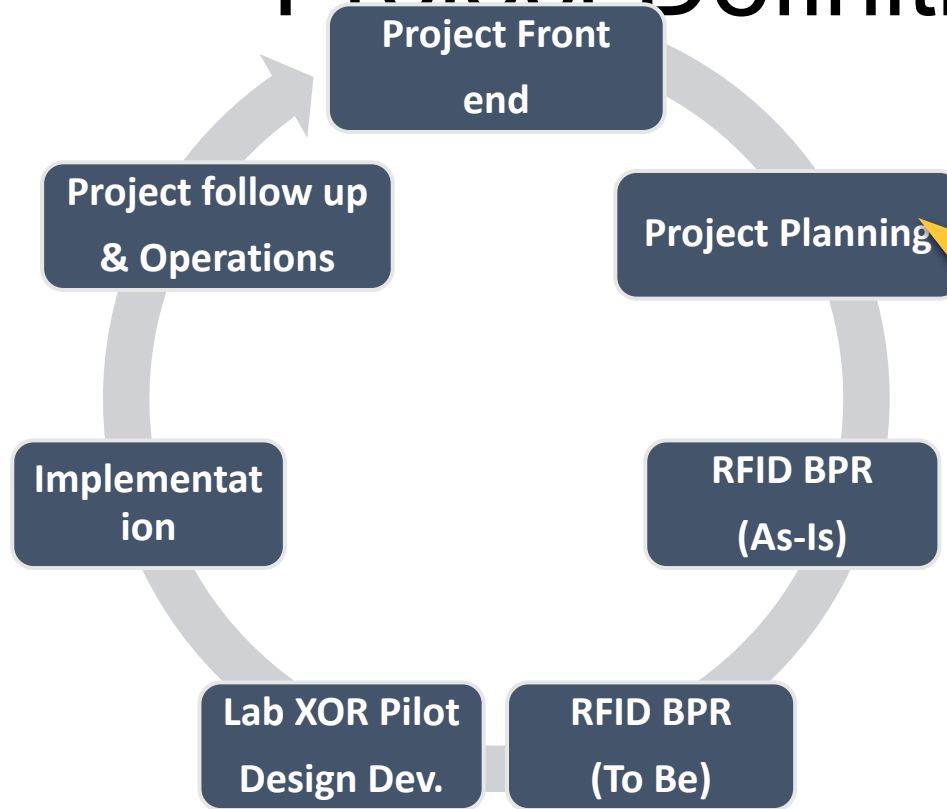 Project Front
end
Project Planning
RFID BPR
(As-Is)
RFID BPR
(To Be)
Lab XOR Pilot
Design Dev.
Implementat
ion
Project follow up
& Operations